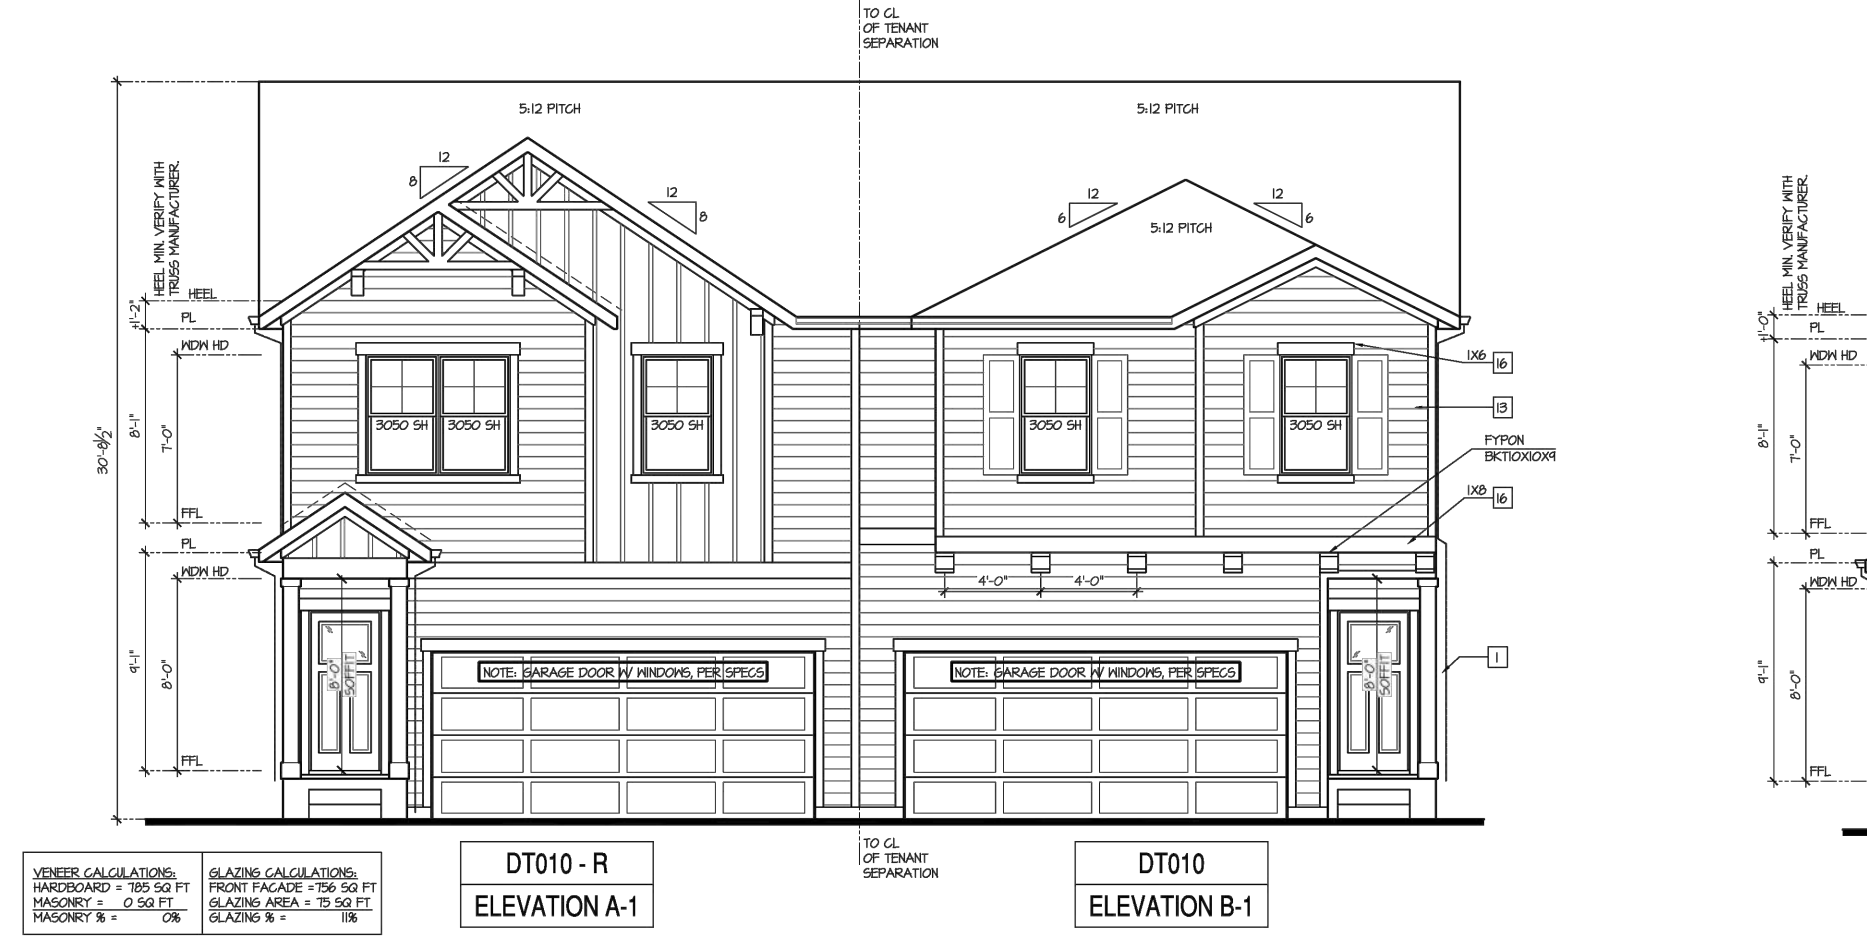 TO CL
OF TENANT
SEPARATION
5:12 PITCH
5:12 PITCH
12
8
12
8
12
6
12
6
5:12 PITCH
HEEL MIN. VERIFY WITH
TRUSS MANUFACTURER.
HEEL
PL
WDW HD
FFL
PL
WDW HD
FFL
±1'-2"
8'-1"
7'-0"
30'-8½"
9'-1"
8'-0"
3050 SH
3050 SH
3050 SH
3050 SH
3050 SH
1X6
16
13
FYPON
BKT10X10X9
1X8
16
1
4'-0"
4'-0"
8'-0"
SOFFIT
8'-0"
SOFFIT
NOTE: GARAGE DOOR W/ WINDOWS, PER SPECS
NOTE: GARAGE DOOR W/ WINDOWS, PER SPECS
HEEL MIN. VERIFY WITH
TRUSS MANUFACTURER.
HEEL
PL
WDW HD
FFL
PL
WDW HD
FFL
±1'-0"
8'-1"
7'-0"
9'-1"
8'-0"
TO CL
OF TENANT
SEPARATION
DT010 - R
ELEVATION A-1
DT010
ELEVATION B-1
VENEER CALCULATIONS:
HARDBOARD = 785 SQ FT
MASONRY = 0 SQ FT
MASONRY % = 0%
GLAZING CALCULATIONS:
FRONT FACADE =756 SQ FT
GLAZING AREA = 75 SQ FT
GLAZING % = 11%